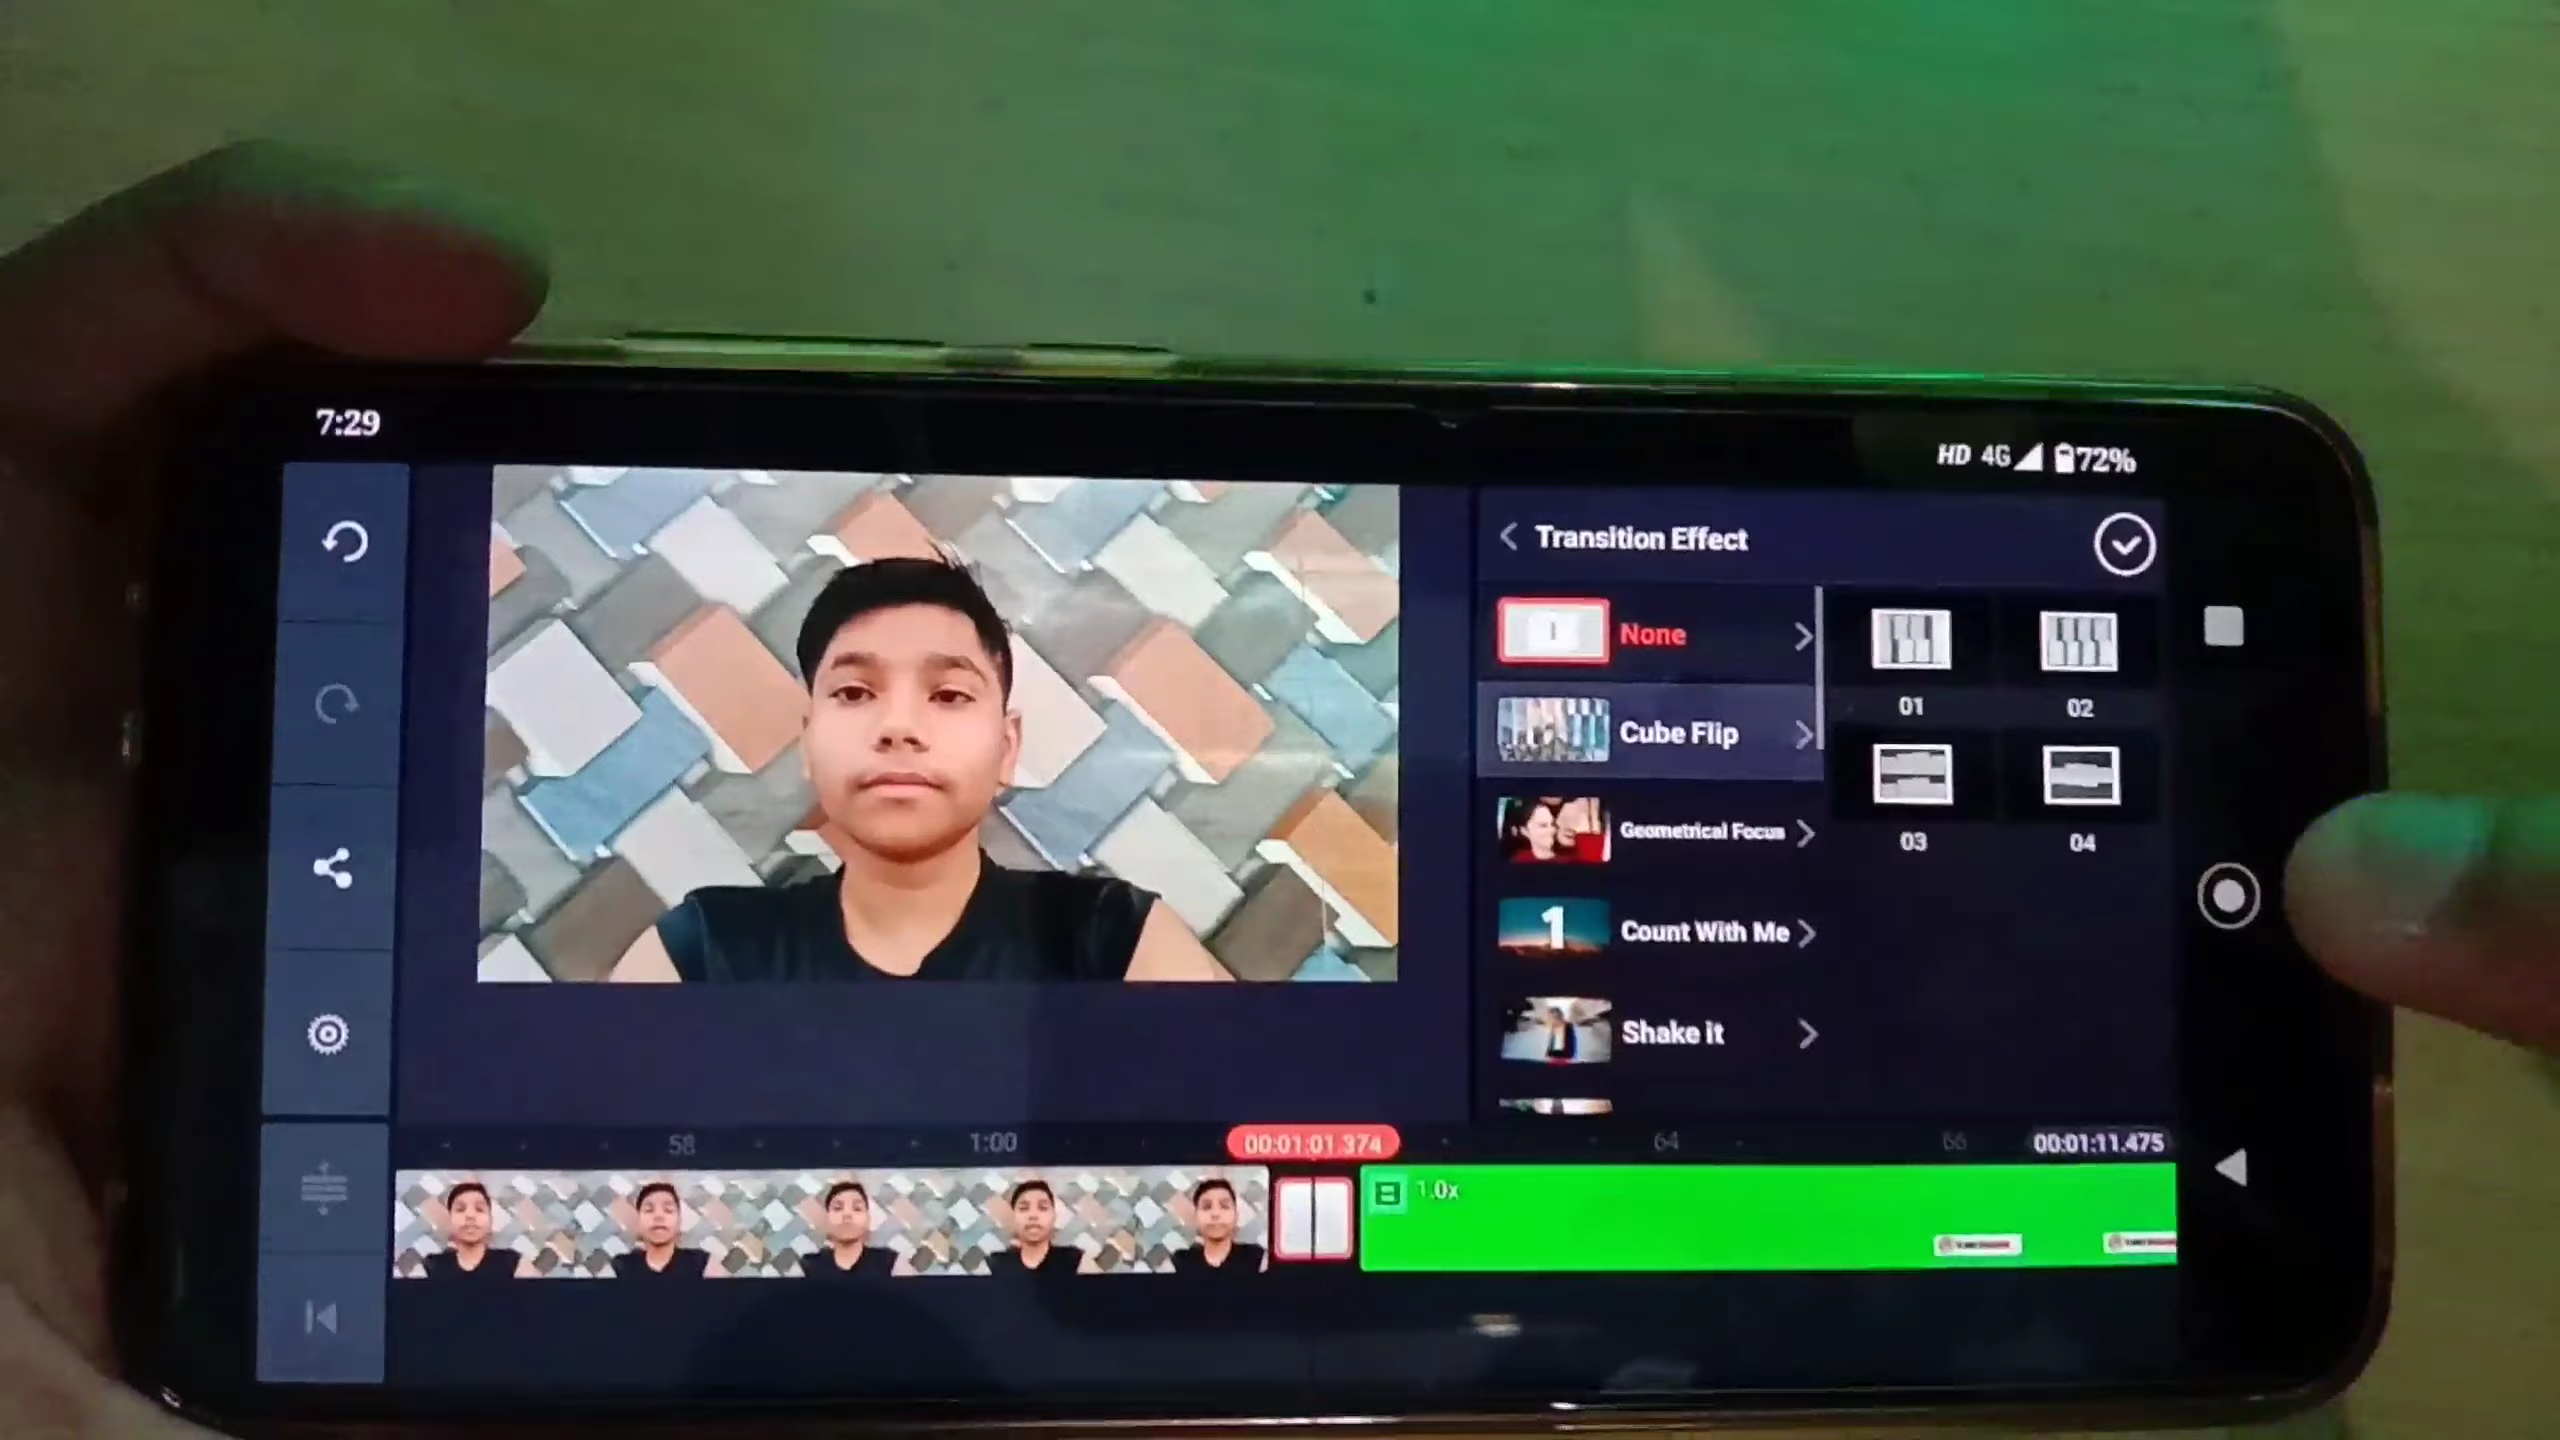 7:29
HD 4G 72%
Transition Effect
None
Cube Flip
Geometrical Focus
1
Count With Me
Shake it
01
02
03
04
58
1:00
00:01:01.374
64
66
00:01:11.475
1.0x